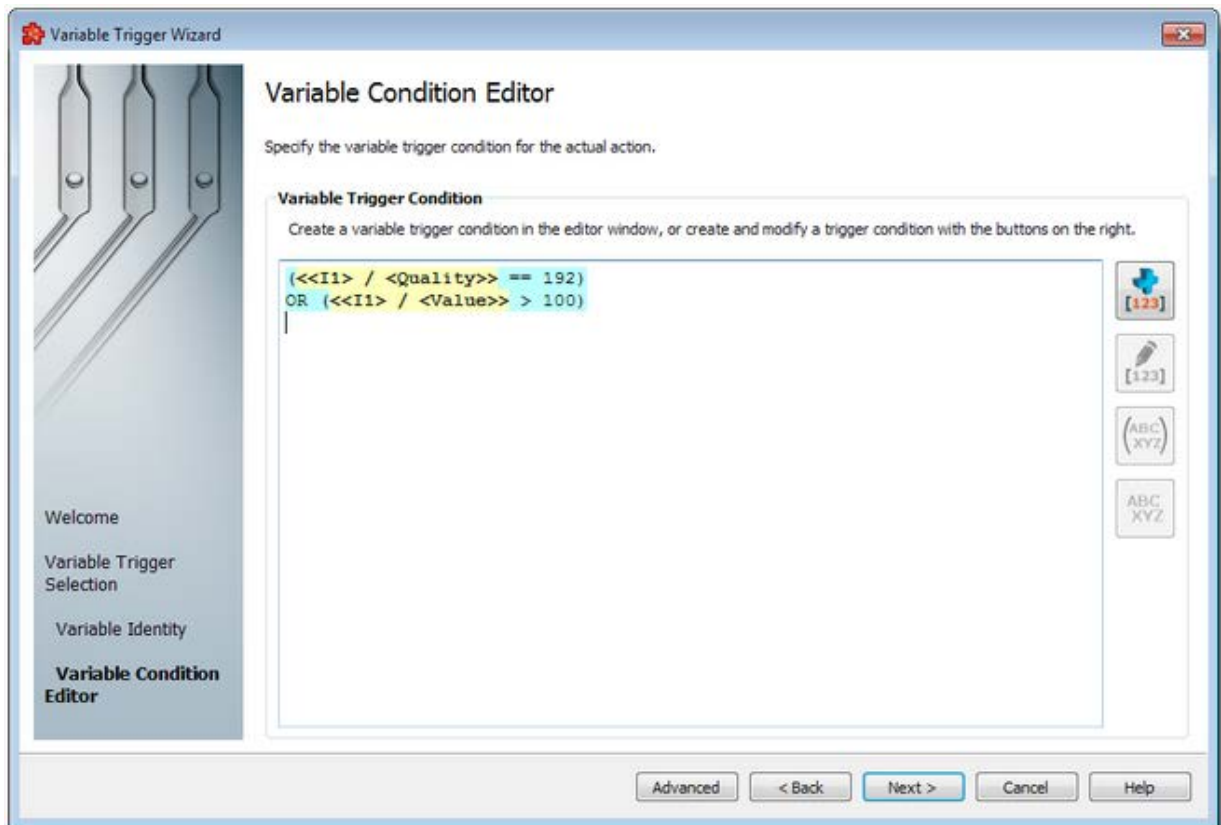 Variable Trigger Wizard
Variable Condition Editor
Specify the variable trigger condition for the actual action.
Variable Trigger Condition
Create a variable trigger condition in the editor window, or create and modify a trigger condition with the buttons on the right.
(<<I1> / <Quality>> == 192)
OR (<<I1> / <Value>> > 100)
[123]
[123]
(ABC
XYZ)
ABC
XYZ
Welcome
Variable Trigger
Selection
Variable Identity
Variable Condition
Editor
Advanced
< Back
Next >
Cancel
Help